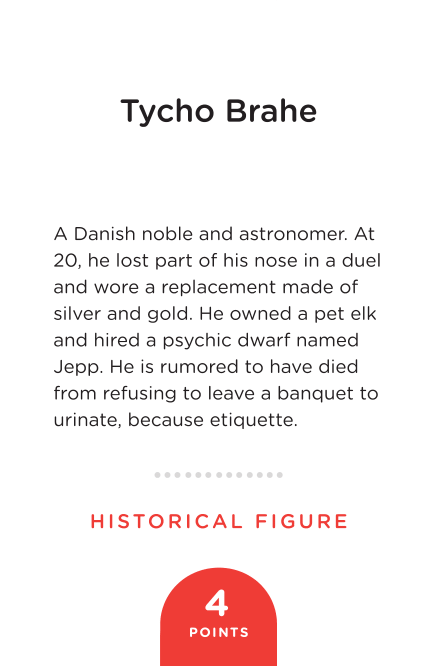 Tycho Brahe
A Danish noble and astronomer. At
20, he lost part of his nose in a duel
and wore a replacement made of
silver and gold. He owned a pet elk
and hired a psychic dwarf named
Jepp. He is rumored to have died
from refusing to leave a banquet to
urinate, because etiquette.
HISTORICAL FIGURE
4
POINTS